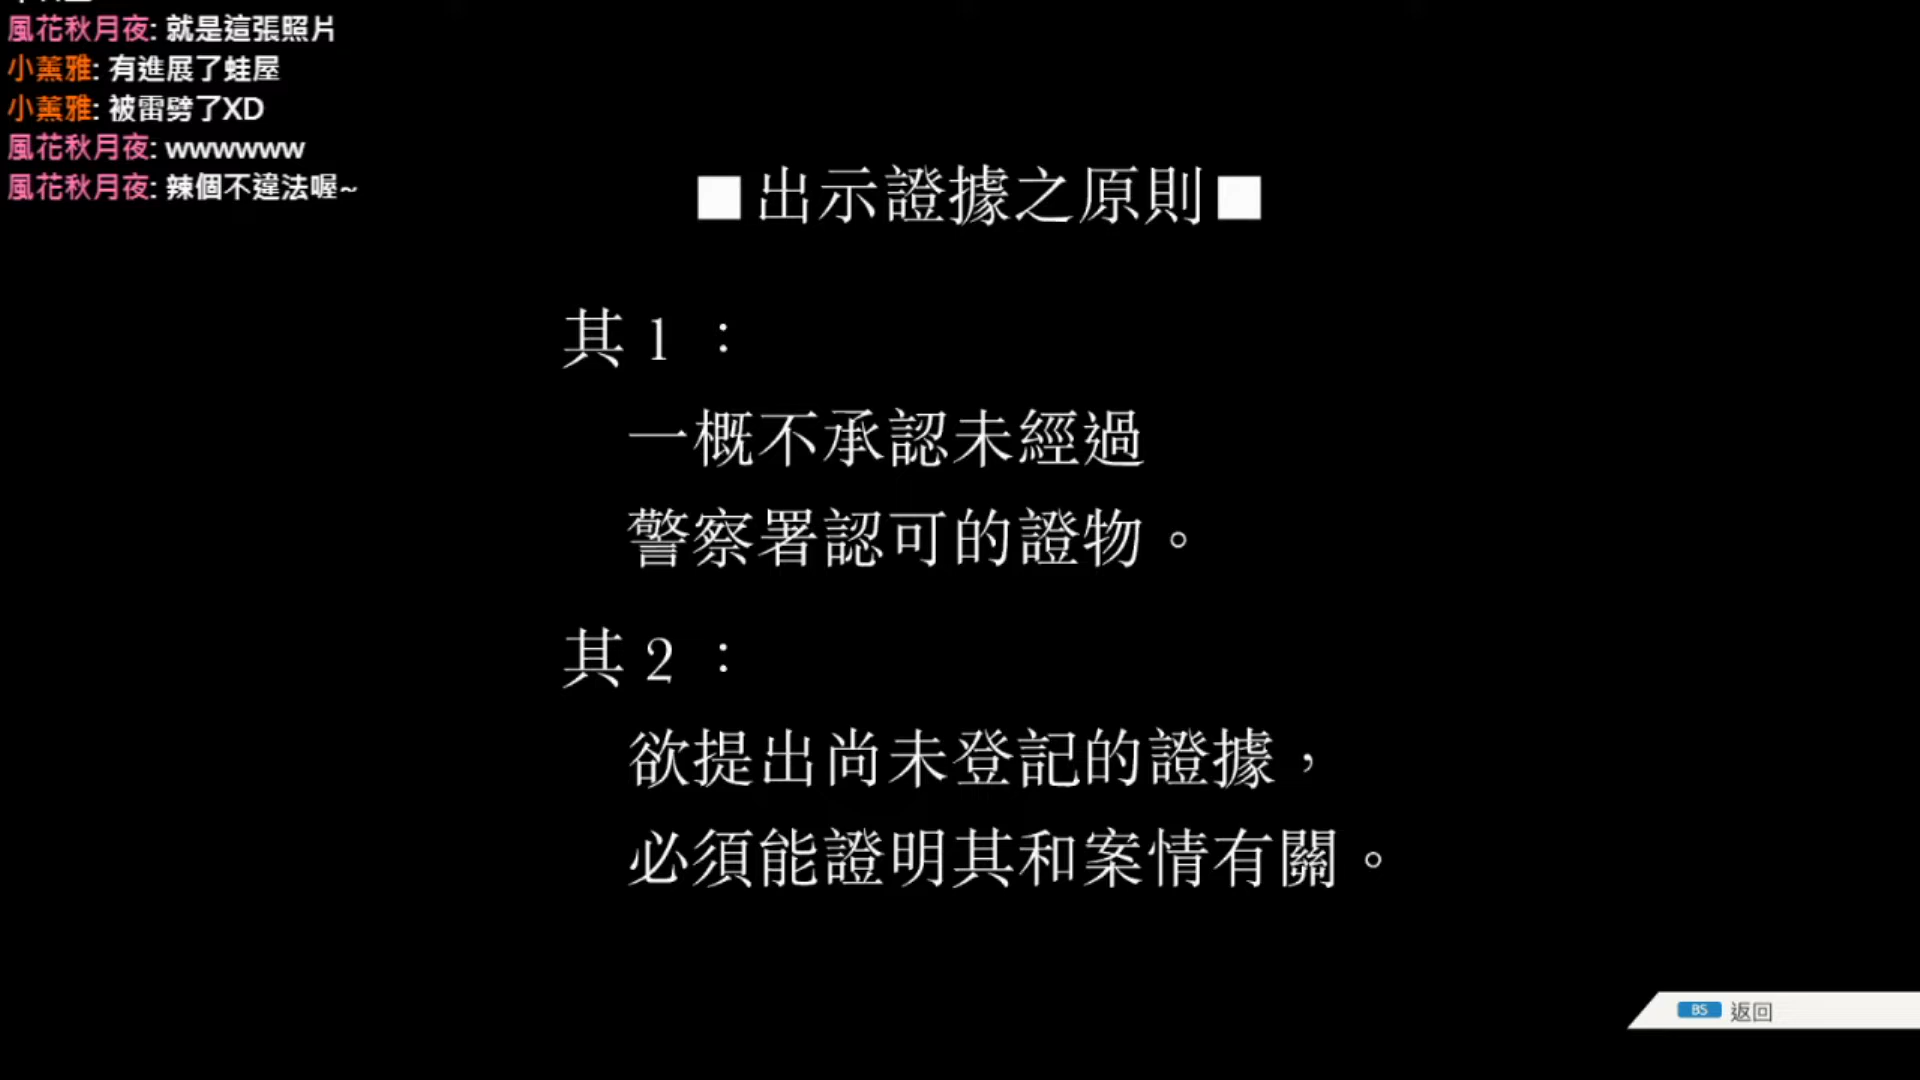 風花秋月夜: 就是這張照片
小薰雅: 有進展了蛙屋
小薰雅: 被雷劈了XD
風花秋月夜: wwwwww
風花秋月夜: 辣個不違法喔~
■出示證據之原則■
其1：
一概不承認未經過
警察署認可的證物。
其2：
欲提出尚未登記的證據，
必須能證明其和案情有關。
BS 返回